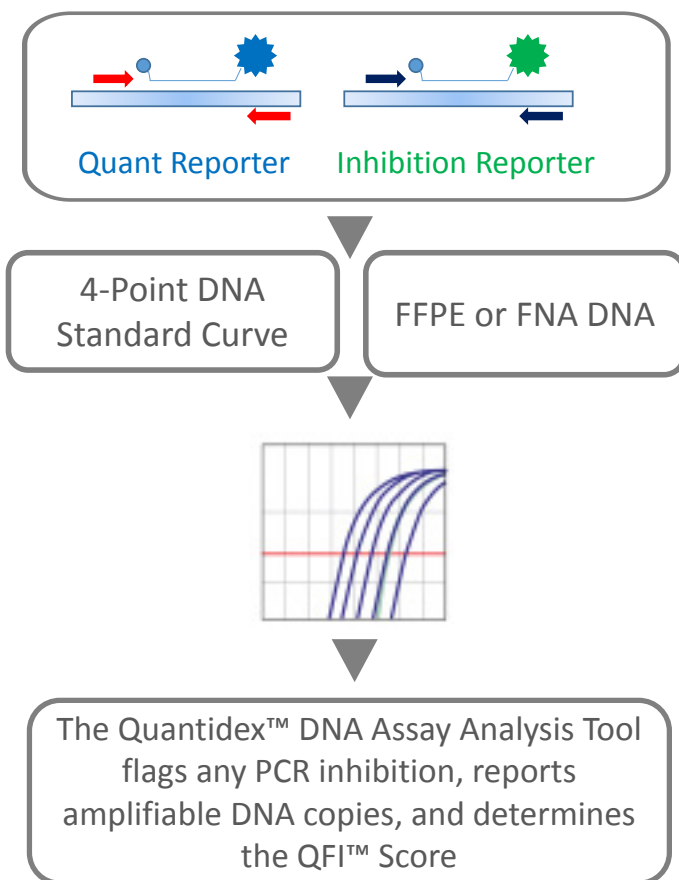 Quant Reporter
Inhibition Reporter
4-Point DNA
Standard Curve
FFPE or FNA DNA
The Quantidex™ DNA Assay Analysis Tool
flags any PCR inhibition, reports
amplifiable DNA copies, and determines
the QFI™ Score